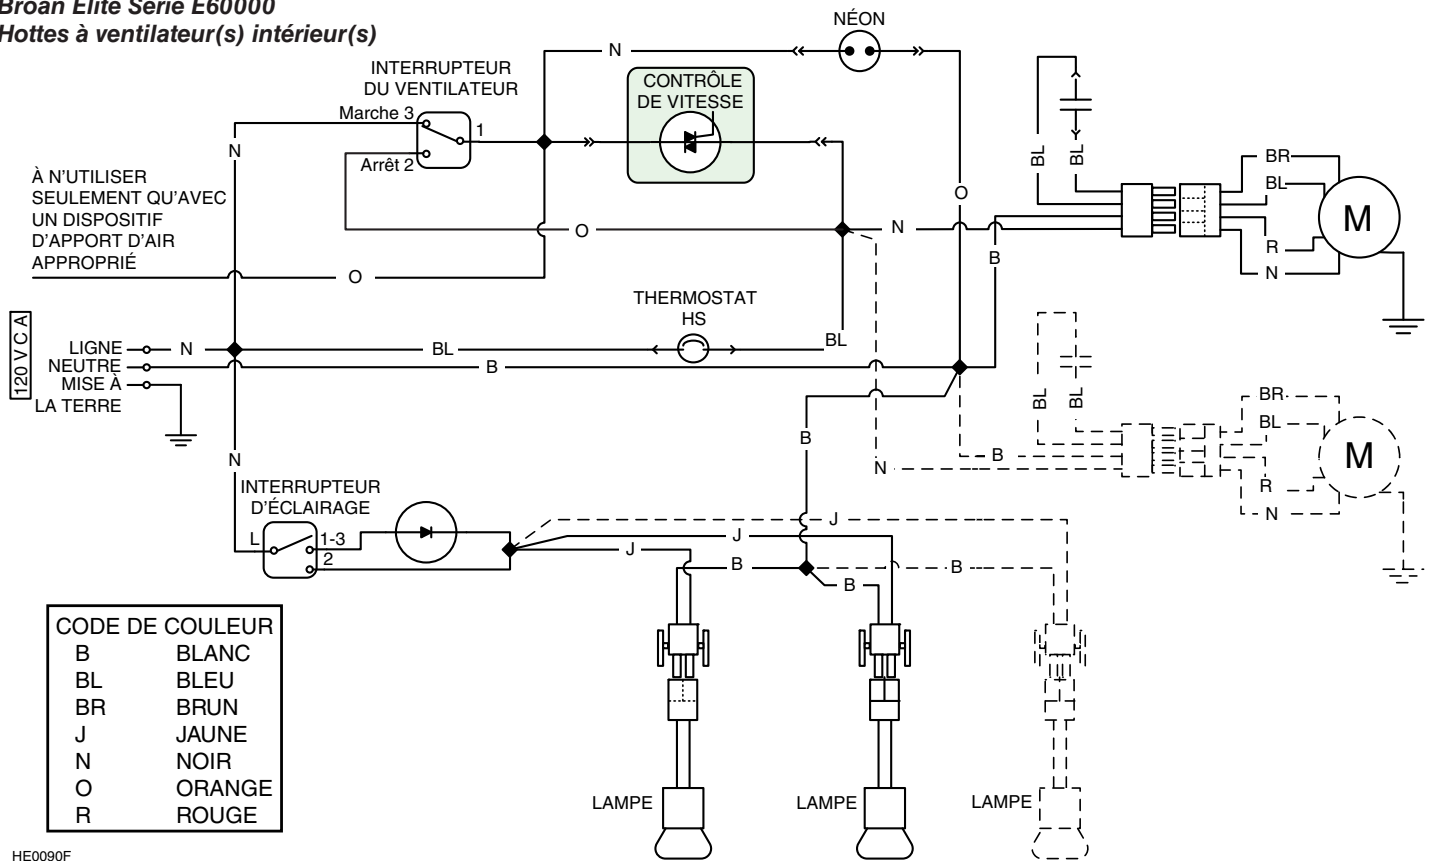 Broan Elite Série E60000
Hottes à ventilateur(s) intérieur(s)
NÉON
N
INTERRUPTEUR
DU VENTILATEUR
CONTRÔLE
DE VITESSE
Marche 3
1
Arrêt 2
N
BL
BL
BR
BL
M
R
N
À N'UTILISER
SEULEMENT QU'AVEC
UN DISPOSITIF
D'APPORT D'AIR
APPROPRIÉ
O
O
N
B
O
THERMOSTAT
HS
BL
120 V C A
LIGNE
N
BL
NEUTRE
B
MISE À
LA TERRE
BL
BL
BR
BL
M
R
N
B
B
N
N
INTERRUPTEUR
D'ÉCLAIRAGE
L
1-3
2
J
J
J
B
B
B
CODE DE COULEUR
B BLANC
BL BLEU
BR BRUN
J JAUNE
N NOIR
O ORANGE
R ROUGE
LAMPE
LAMPE
LAMPE
HE0090F